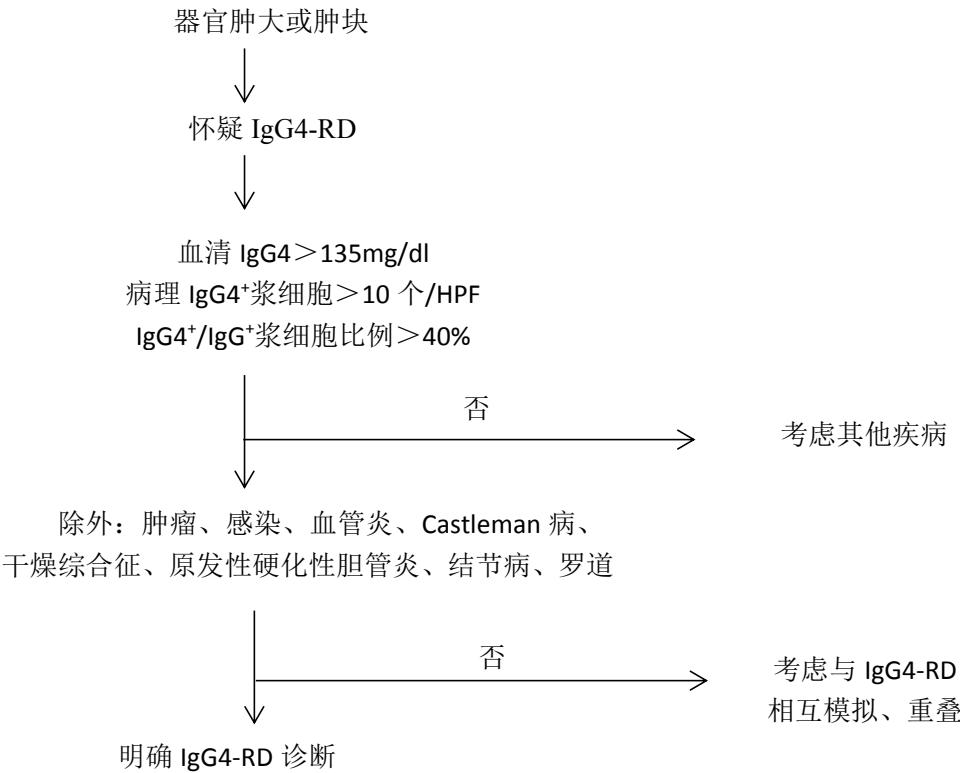 器官肿大或肿块
怀疑 IgG4-RD
血清 IgG4＞135mg/dl
病理 IgG4⁺浆细胞＞10 个/HPF
IgG4⁺/IgG⁺浆细胞比例＞40%
否
考虑其他疾病
除外：肿瘤、感染、血管炎、Castleman 病、
干燥综合征、原发性硬化性胆管炎、结节病、罗道
否
考虑与 IgG4-RD
相互模拟、重叠
明确 IgG4-RD 诊断